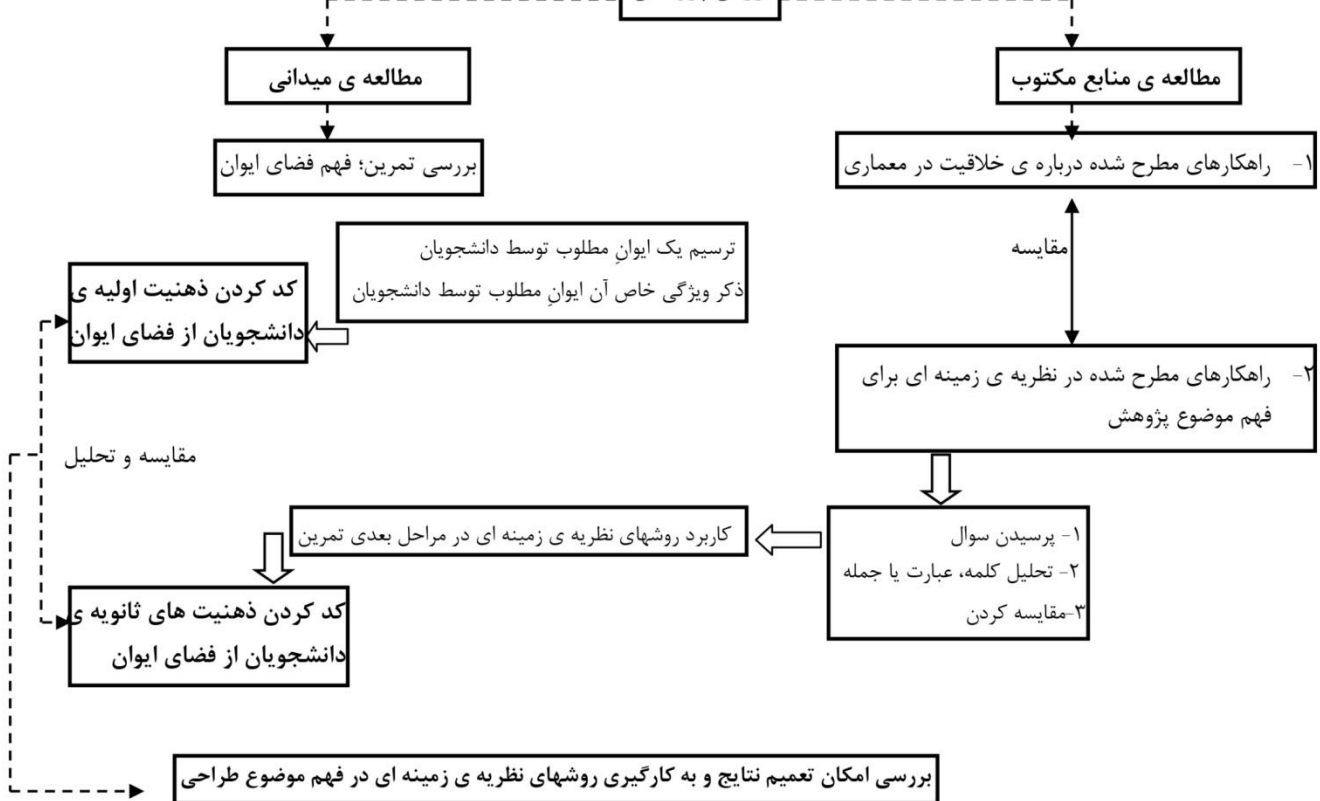 مطالعه ی منابع مکتوب
مطالعه ی میدانی
۱- راهکارهای مطرح شده درباره ی خلاقیت در معماری
بررسی تمرین؛ فهم فضای ایوان
مقایسه
ترسیم یک ایوانِ مطلوب توسط دانشجویان
ذکر ویژگی خاص آن ایوانِ مطلوب توسط دانشجویان
کد کردن ذهنیت اولیه ی
دانشجویان از فضای ایوان
۲- راهکارهای مطرح شده در نظریه ی زمینه ای برای
فهم موضوع پژوهش
مقایسه و تحلیل
۱- پرسیدن سوال
۲- تحلیل کلمه، عبارت یا جمله
۳-مقایسه کردن
کاربرد روشهای نظریه ی زمینه ای در مراحل بعدی تمرین
کد کردن ذهنیت های ثانویه ی
دانشجویان از فضای ایوان
بررسی امکان تعمیم نتایج و به کارگیری روشهای نظریه ی زمینه ای در فهم موضوع طراحی